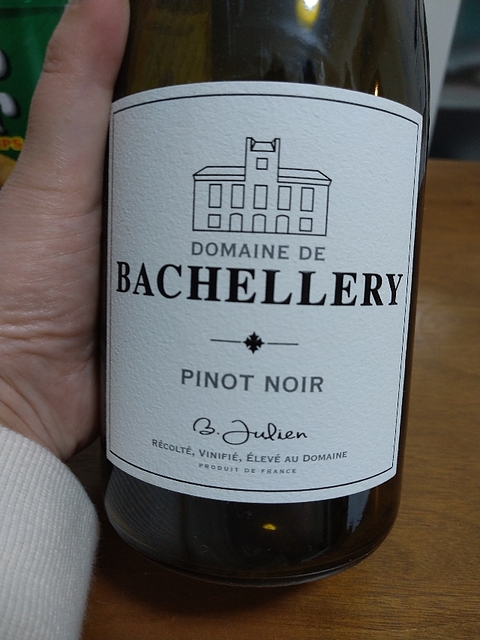 DOMAINE DE
BACHELLERY
PINOT NOIR
B. Julien
RÉCOLTÉ, VINIFIÉ, ÉLEVÉ AU DOMAINE
PRODUIT DE FRANCE